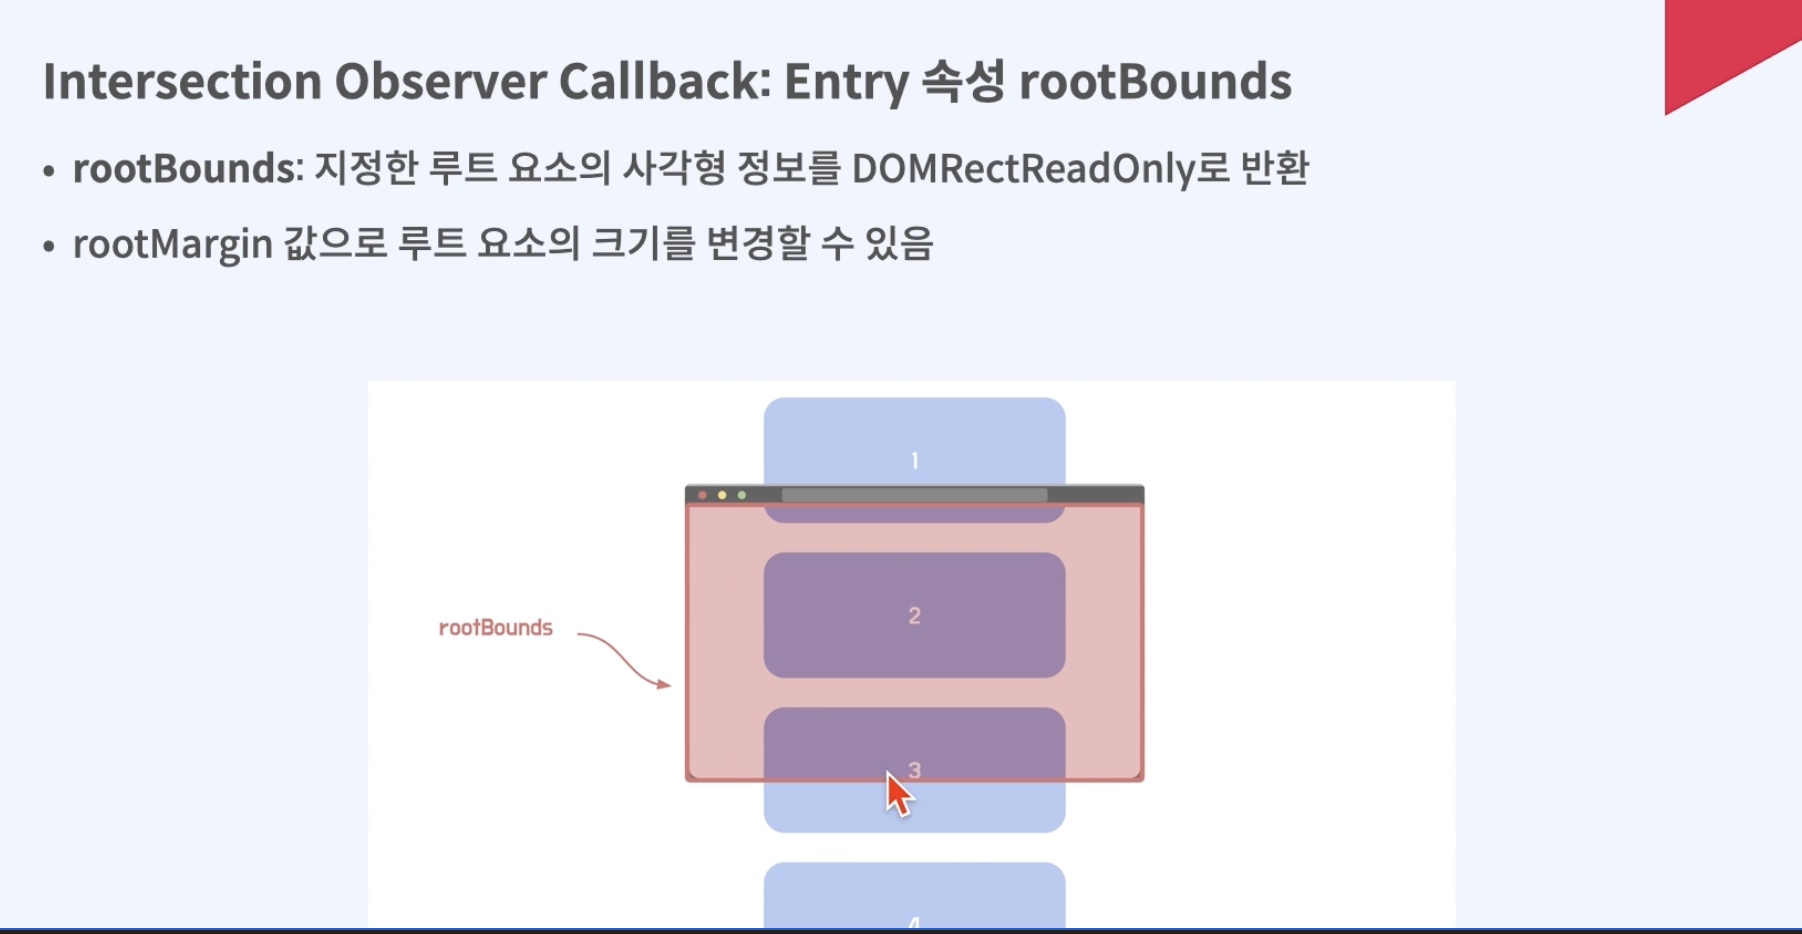 Intersection Observer Callback: Entry 속성 rootBounds
• rootBounds: 지정한 루트 요소의 사각형 정보를 DOMRectReadOnly로 반환
• rootMargin 값으로 루트 요소의 크기를 변경할 수 있음
1
2
rootBounds
3
4